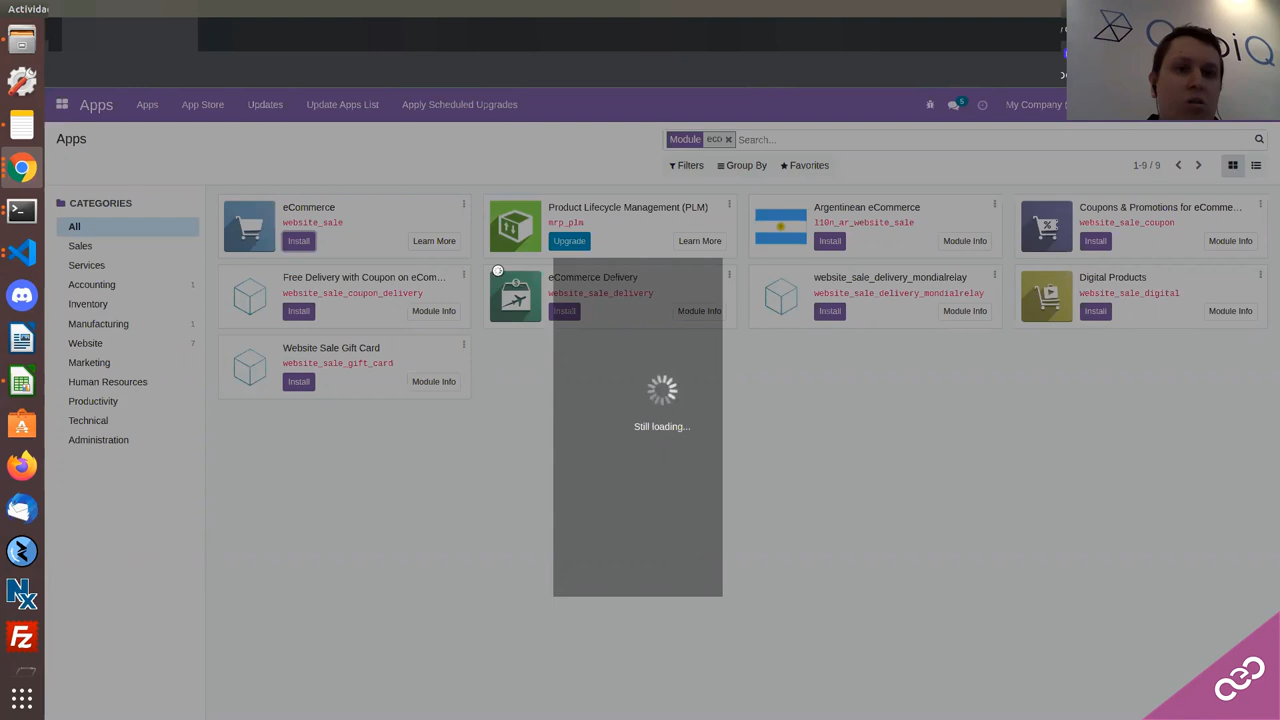 Activida
Apps
Apps
App Store
Updates
Update Apps List
Apply Scheduled Upgrades
5
My Company (
Apps
Module
eco
Search...
Filters
Group By
Favorites
1-9 / 9
CATEGORIES
All
Sales
Services
Accounting 1
Inventory
Manufacturing 1
Website 7
Marketing
Human Resources
Productivity
Technical
Administration
eCommerce
website_sale
Install
Learn More
Product Lifecycle Management (PLM)
mrp_plm
Upgrade
Learn More
Argentinean eCommerce
l10n_ar_website_sale
Install
Module Info
Coupons & Promotions for eComme...
website_sale_coupon
Install
Module Info
Free Delivery with Coupon on eCom...
website_sale_coupon_delivery
Install
Module Info
eCommerce Delivery
website_sale_delivery
Install
Module Info
website_sale_delivery_mondialrelay
website_sale_delivery_mondialrelay
Install
Module Info
Digital Products
website_sale_digital
Install
Module Info
Website Sale Gift Card
website_sale_gift_card
Install
Module Info
Still loading...